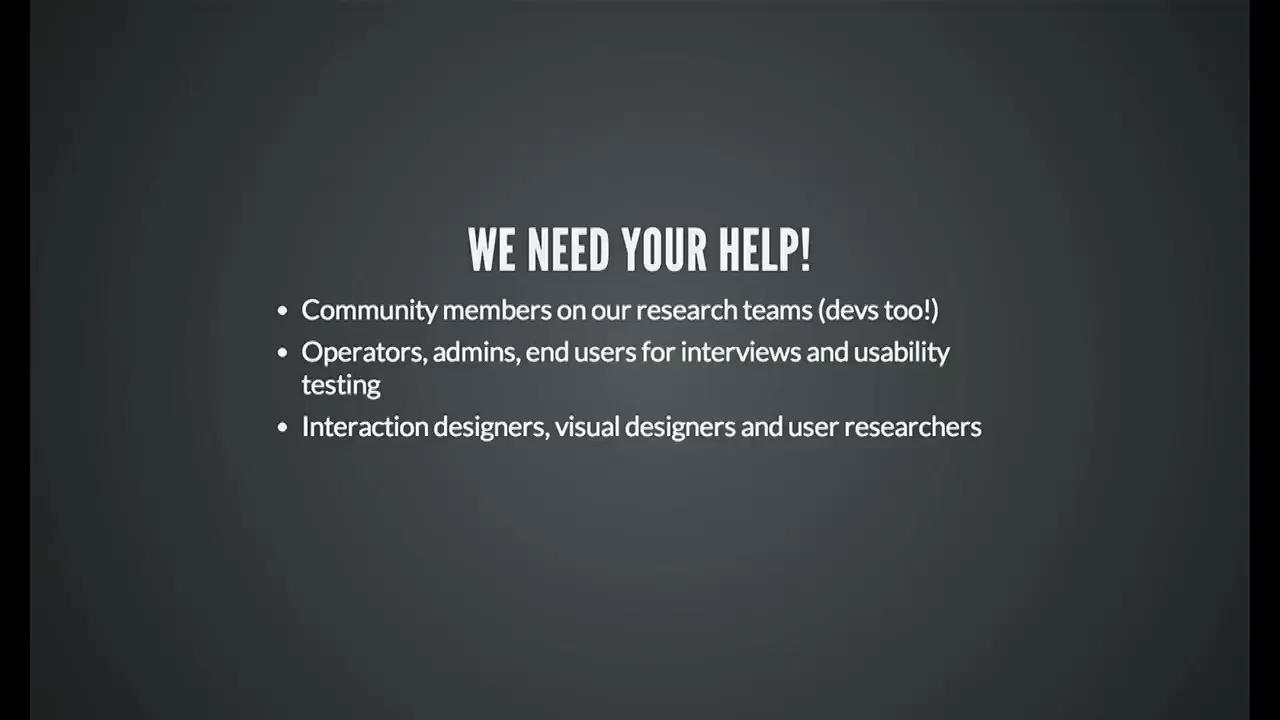 WE NEED YOUR HELP!
• Community members on our research teams (devs too!)
• Operators, admins, end users for interviews and usability
testing
• Interaction designers, visual designers and user researchers